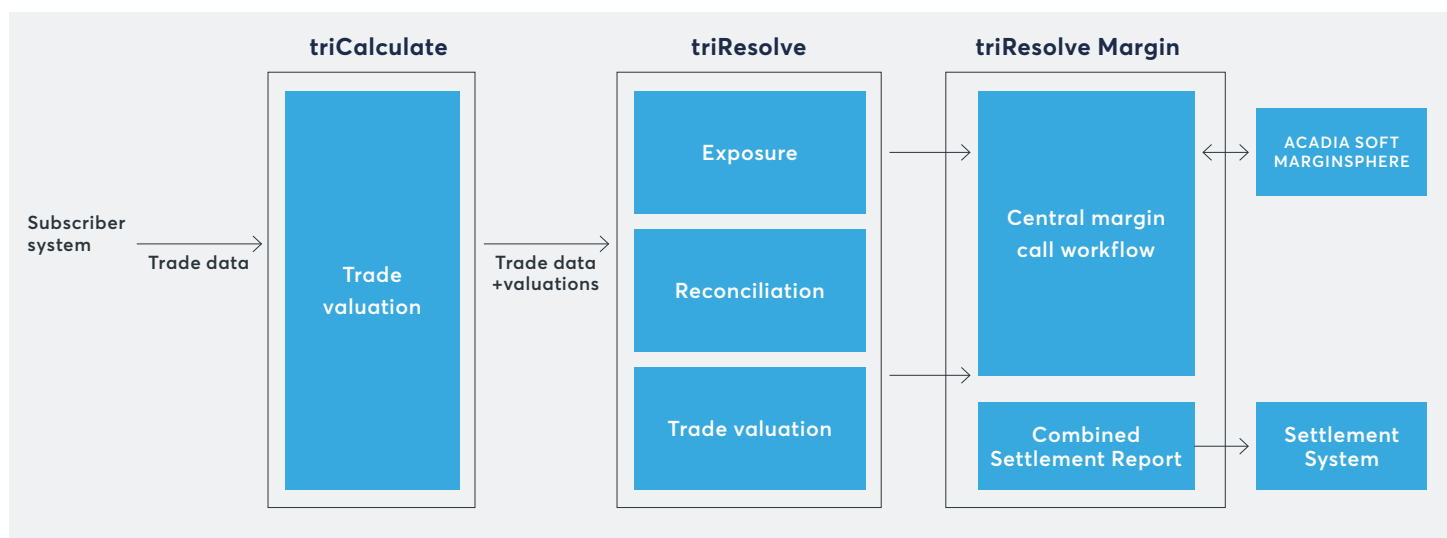 triCalculate
triResolve
triResolve Margin
Subscriber
system
Trade data
Trade
valuation
Trade data
+valuations
Exposure
Reconciliation
Trade valuation
Central margin
call workflow
Combined
Settlement Report
ACADIA SOFT
MARGINSPHERE
Settlement
System